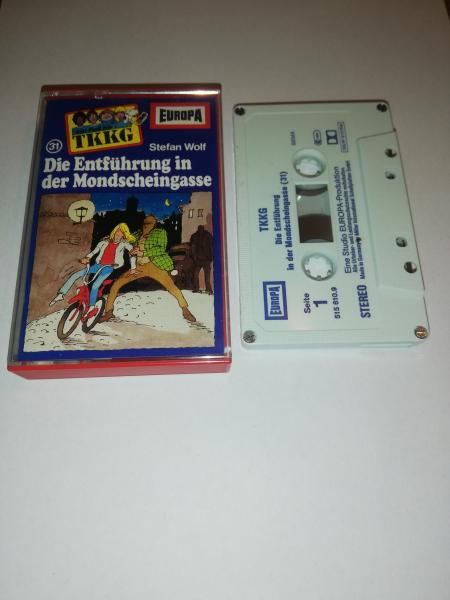 TKKG
EUROPA
31
Stefan Wolf
Die Entführung in
der Mondscheingasse
TKKG
Die Entführung
in der Mondscheingasse (31)
EUROPA
Seite
1
515 810.9
Eine Studio EUROPA-Produktion
STEREO